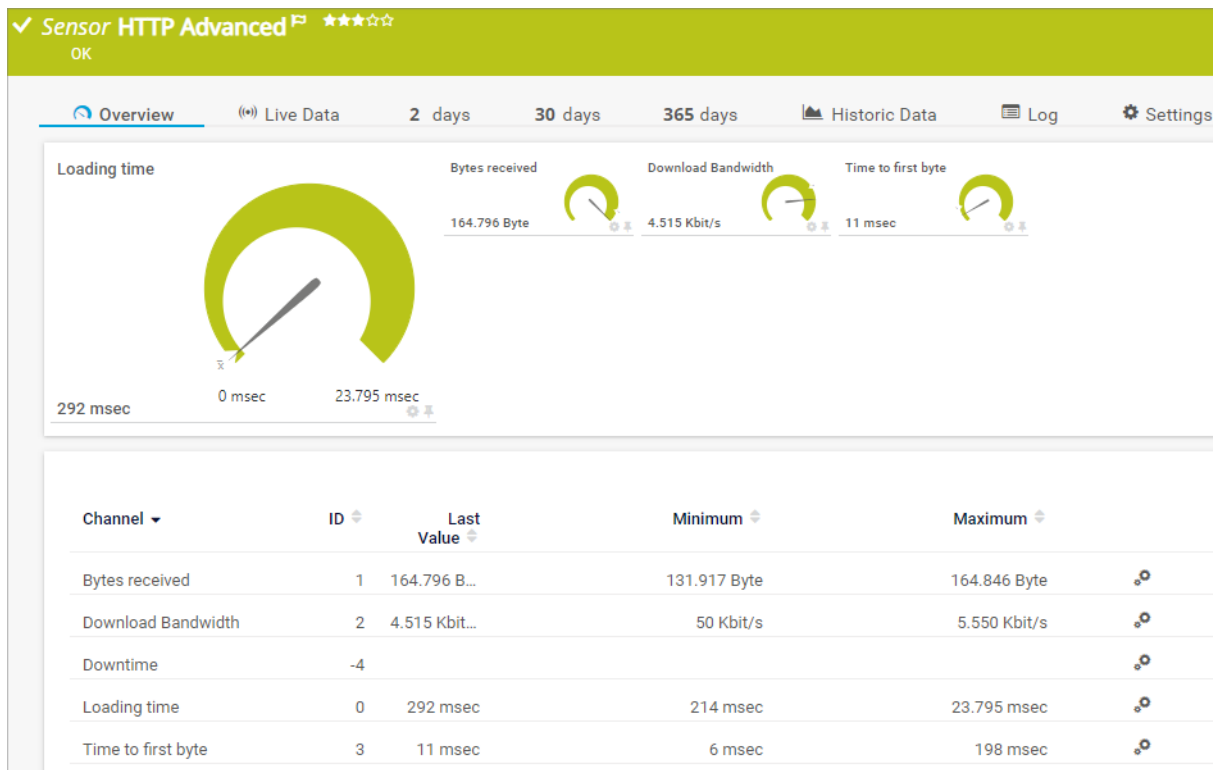 Sensor HTTP Advanced
OK
Overview Live Data 2 days 30 days 365 days Historic Data Log Settings
Loading time
Bytes received
Download Bandwidth
Time to first byte
164.796 Byte
4.515 Kbit/s
11 msec
x̄
0 msec
23.795 msec
292 msec
Channel ID Last Value Minimum Maximum
Bytes received 1 164.796 B... 131.917 Byte 164.846 Byte
Download Bandwidth 2 4.515 Kbit... 50 Kbit/s 5.550 Kbit/s
Downtime -4
Loading time 0 292 msec 214 msec 23.795 msec
Time to first byte 3 11 msec 6 msec 198 msec